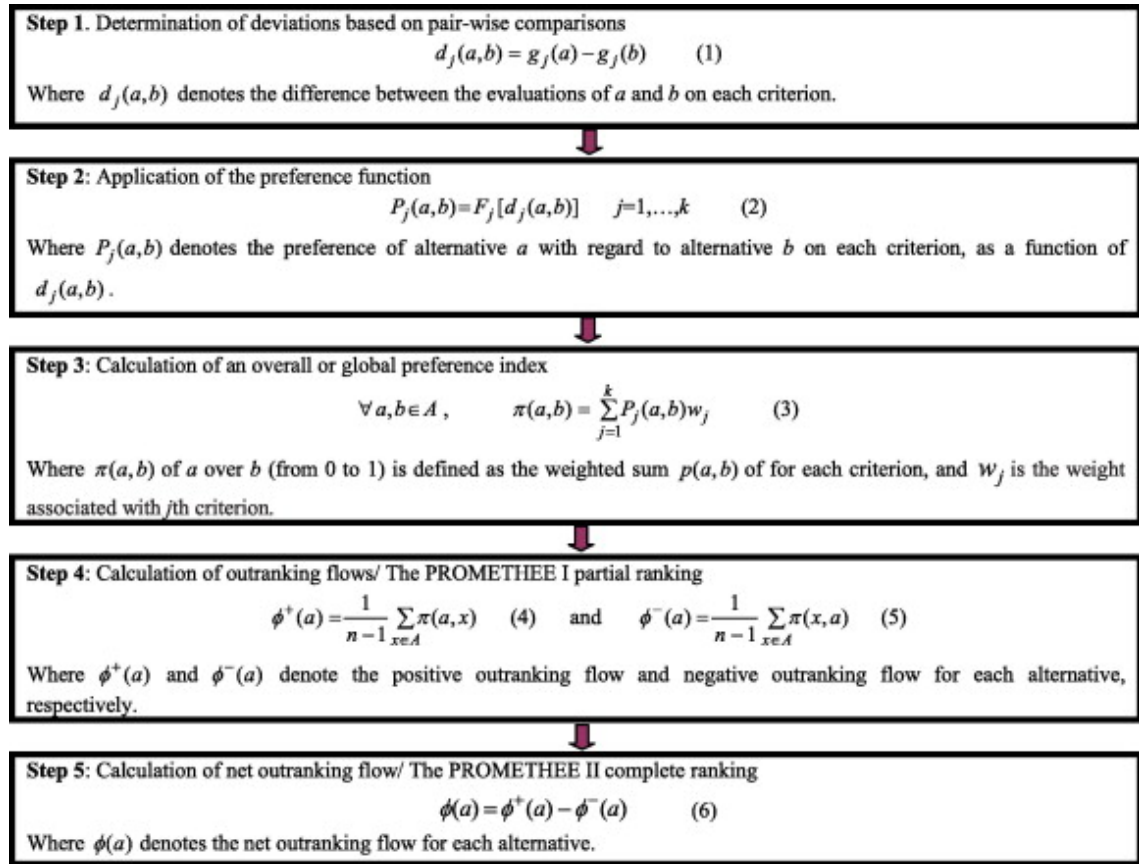 Step 1. Determination of deviations based on pair-wise comparisons
d_j(a,b) = g_j(a) − g_j(b) (1)
Where d_j(a,b) denotes the difference between the evaluations of a and b on each criterion.
Step 2: Application of the preference function
P_j(a,b)=F_j[d_j(a,b)] j=1,…,k (2)
Where P_j(a,b) denotes the preference of alternative a with regard to alternative b on each criterion, as a function of
d_j(a,b).
Step 3: Calculation of an overall or global preference index
∀ a,b∈A, π(a,b) = ∑_{j=1}^{k} P_j(a,b)w_j (3)
Where π(a,b) of a over b (from 0 to 1) is defined as the weighted sum p(a,b) of for each criterion, and w_j is the weight
associated with jth criterion.
Step 4: Calculation of outranking flows/ The PROMETHEE I partial ranking
ϕ⁺(a) = 1/(n−1) ∑_{x∈A} π(a,x) (4) and ϕ⁻(a) = 1/(n−1) ∑_{x∈A} π(x,a) (5)
Where ϕ⁺(a) and ϕ⁻(a) denote the positive outranking flow and negative outranking flow for each alternative,
respectively.
Step 5: Calculation of net outranking flow/ The PROMETHEE II complete ranking
ϕ(a) = ϕ⁺(a) − ϕ⁻(a) (6)
Where ϕ(a) denotes the net outranking flow for each alternative.